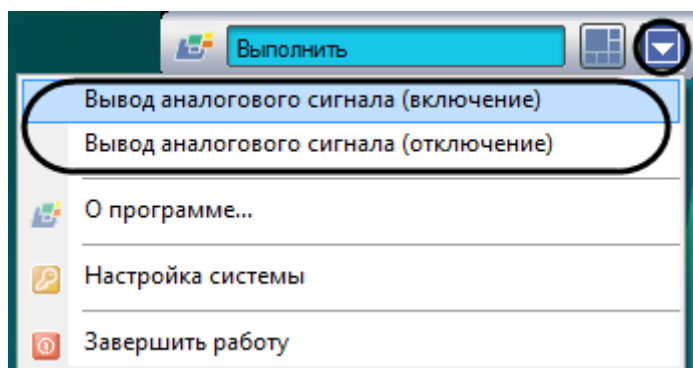 Выполнить
Вывод аналогового сигнала (включение)
Вывод аналогового сигнала (отключение)
О программе...
Настройка системы
Завершить работу